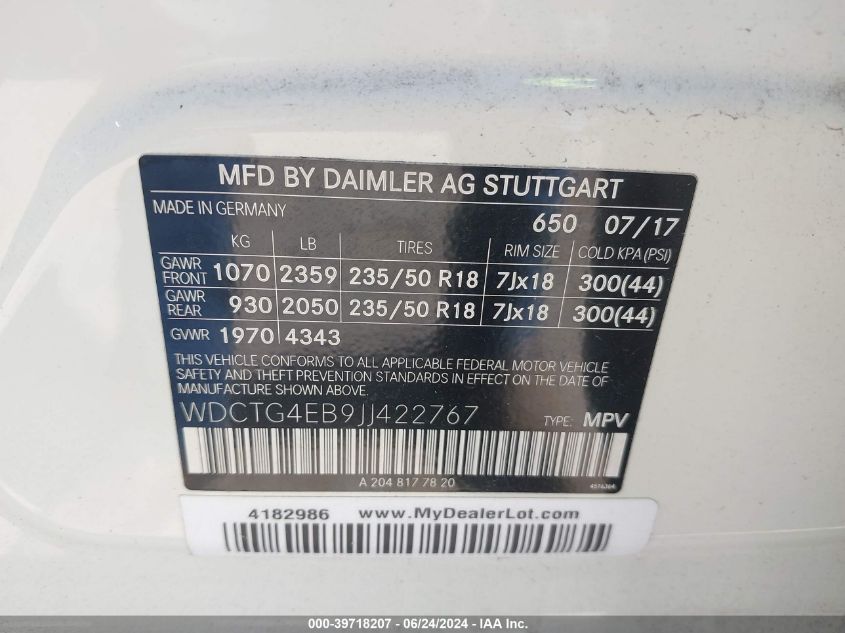 MFD BY DAIMLER AG STUTTGART
MADE IN GERMANY 650 07/17
KG LB TIRES RIM SIZE COLD KPA (PSI)
GAWR FRONT 1070 2359 235/50 R18 7Jx18 300(44)
GAWR REAR 930 2050 235/50 R18 7Jx18 300(44)
GVWR 1970 4343
THIS VEHICLE CONFORMS TO ALL APPLICABLE FEDERAL MOTOR VEHICLE
SAFETY AND THEFT PREVENTION STANDARDS IN EFFECT ON THE DATE OF
MANUFACTURE SHOWN ABOVE.
WDCTG4EB9JJ422767 TYPE: MPV
A 204 817 78 20
4182986 www.MyDealerLot.com
000-39718207 - 06/24/2024 - IAAI Inc.